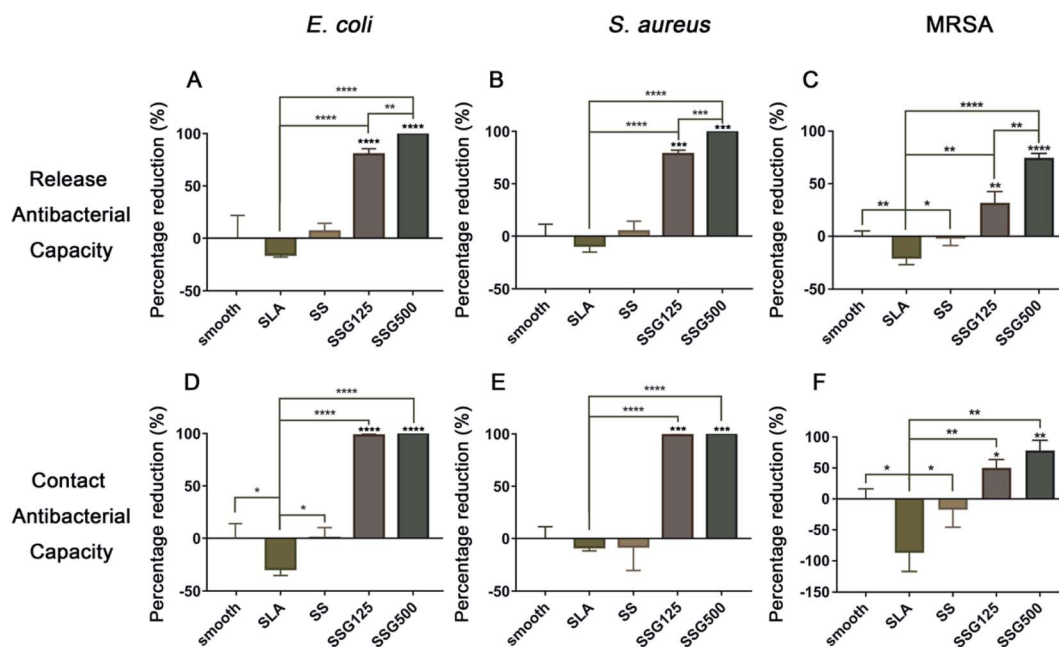 E. coli
S. aureus
MRSA
Release
Antibacterial
Capacity
A
Percentage reduction (%)
100
50
0
-50
****
****
**
****
****
smooth
SLA
SS
SSG125
SSG500
B
Percentage reduction (%)
100
50
0
-50
****
****
***
***
***
smooth
SLA
SS
SSG125
SSG500
C
Percentage reduction (%)
100
50
0
-50
****
**
**
**
*
**
****
smooth
SLA
SS
SSG125
SSG500
Contact
Antibacterial
Capacity
D
Percentage reduction (%)
100
50
0
-50
****
****
****
****
*
*
smooth
SLA
SS
SSG125
SSG500
E
Percentage reduction (%)
100
50
0
-50
****
****
***
***
smooth
SLA
SS
SSG125
SSG500
F
Percentage reduction (%)
100
50
0
-50
-100
-150
**
**
*
*
*
**
smooth
SLA
SS
SSG125
SSG500